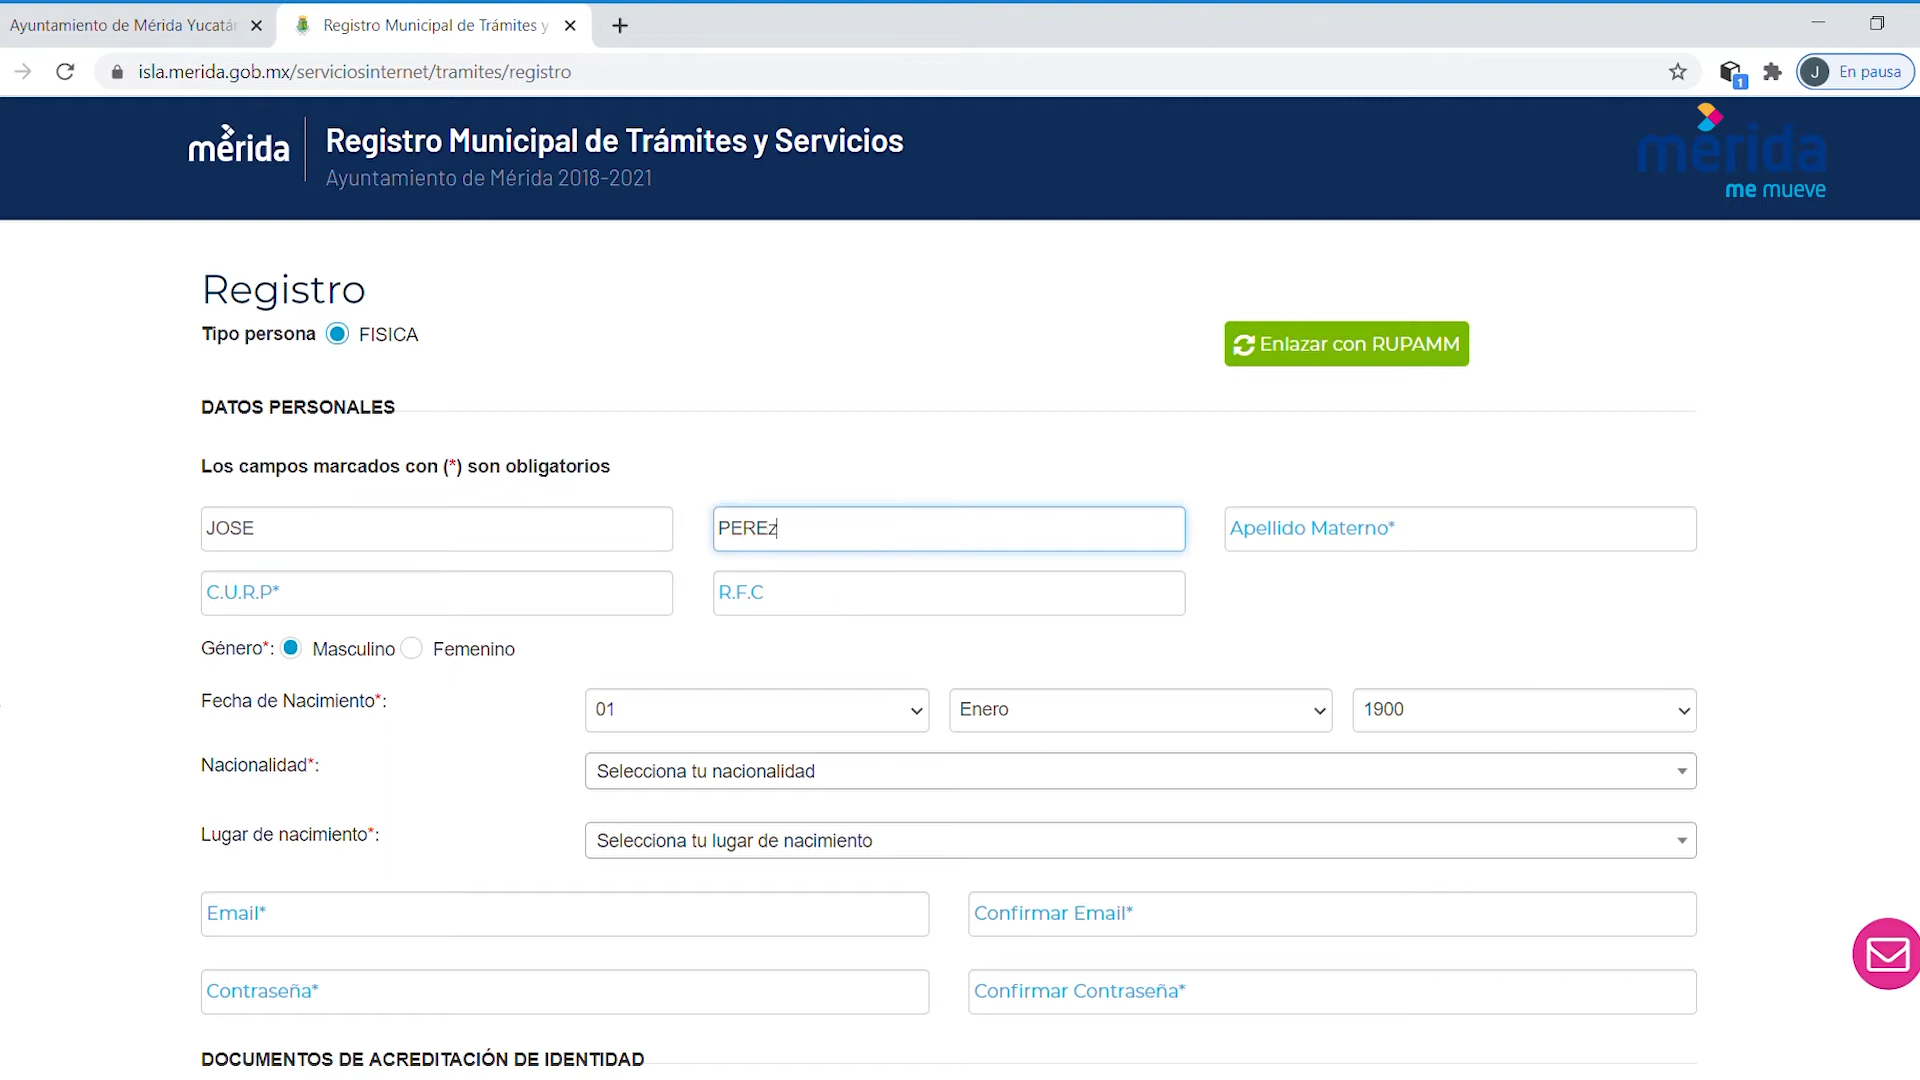 Ayuntamiento de Mérida Yucatán
Registro Municipal de Trámites y
isla.merida.gob.mx/serviciosinternet/tramites/registro
1
J
En pausa
mérida
Registro Municipal de Trámites y Servicios
Ayuntamiento de Mérida 2018-2021
mérida
me mueve
Registro
Tipo persona FISICA
Enlazar con RUPAMM
DATOS PERSONALES
Los campos marcados con (*) son obligatorios
JOSE
PEREz
Apellido Materno*
C.U.R.P*
R.F.C
Género*: Masculino Femenino
Fecha de Nacimiento*:
01
Enero
1900
Nacionalidad*:
Selecciona tu nacionalidad
Lugar de nacimiento*:
Selecciona tu lugar de nacimiento
Email*
Confirmar Email*
Contraseña*
Confirmar Contraseña*
DOCUMENTOS DE ACREDITACIÓN DE IDENTIDAD